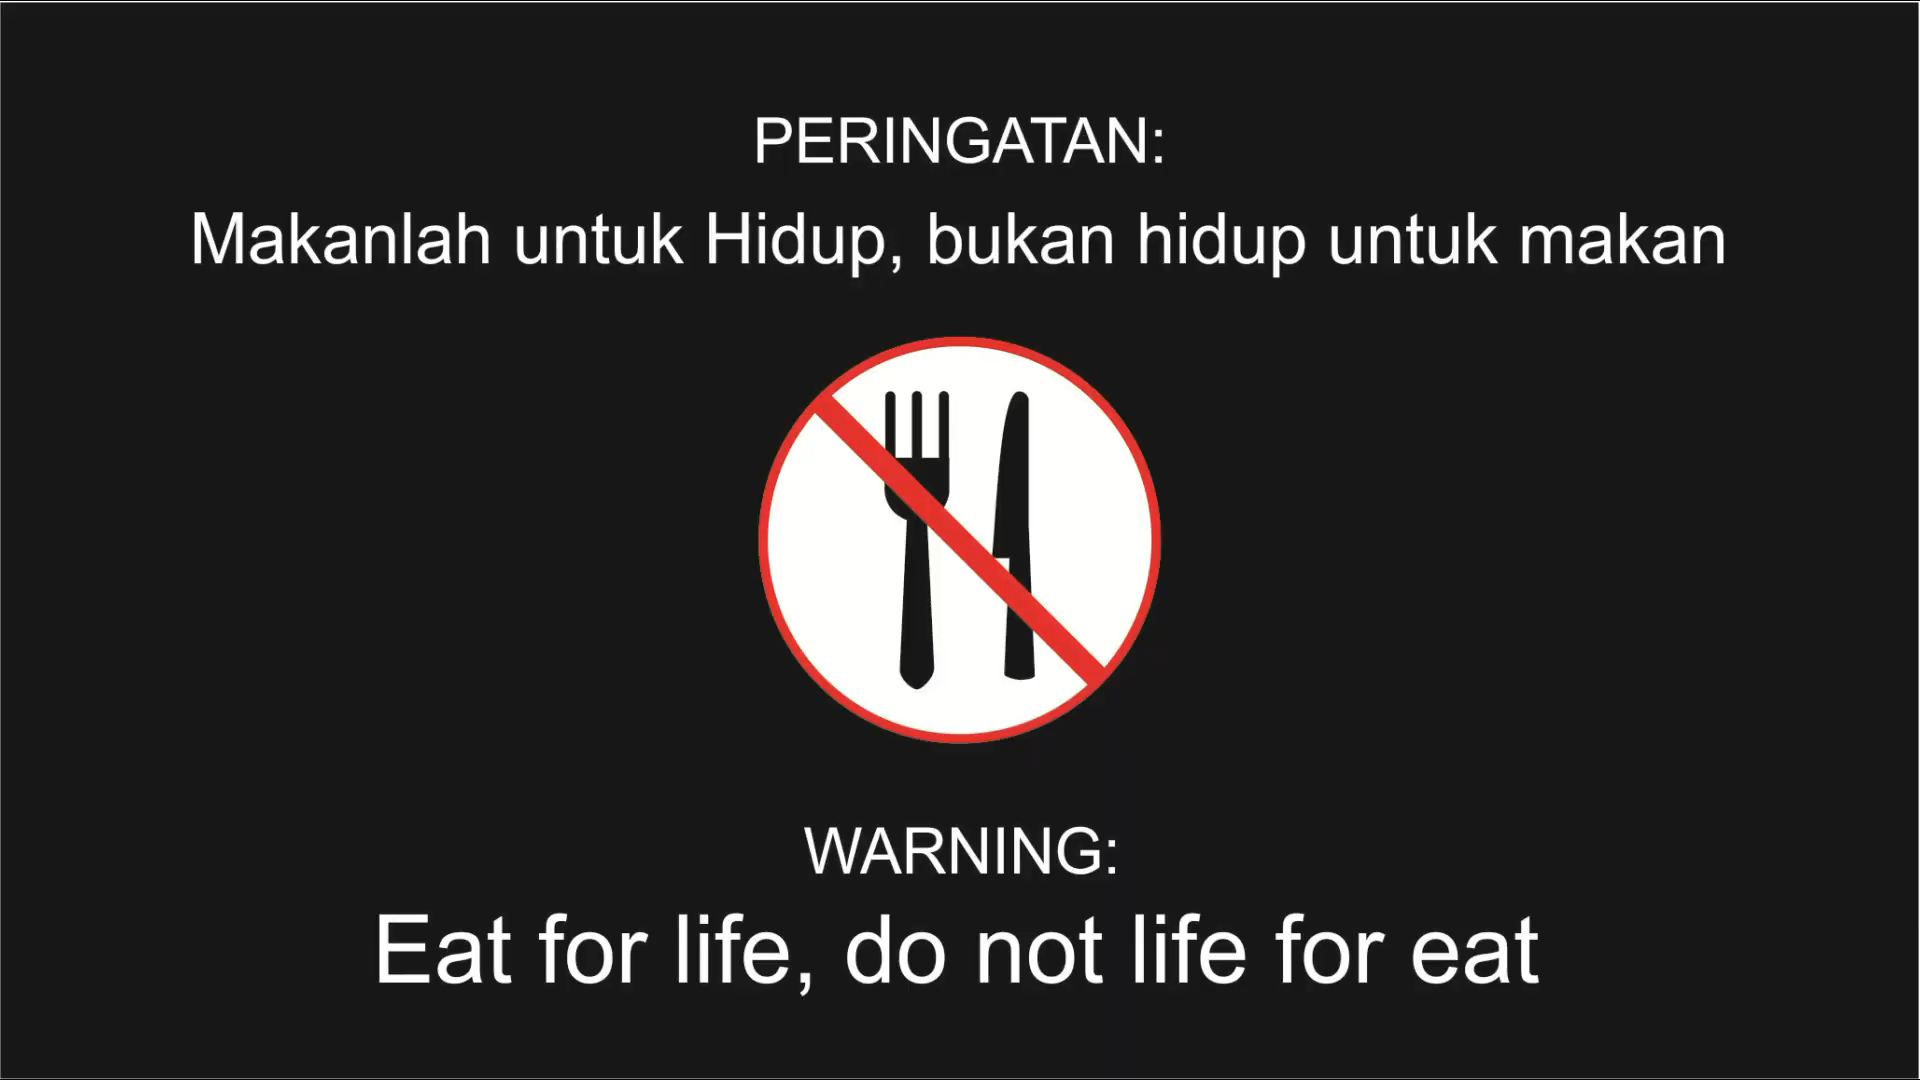 PERINGATAN:
Makanlah untuk Hidup, bukan hidup untuk makan
WARNING:
Eat for life, do not life for eat